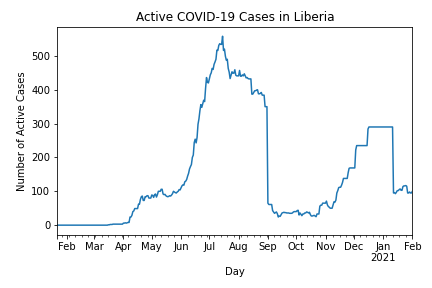 Active COVID-19 Cases in Liberia
Number of Active Cases
500
400
300
200
100
0
Feb Mar Apr May Jun Jul Aug Sep Oct Nov Dec Jan Feb
2021
Day